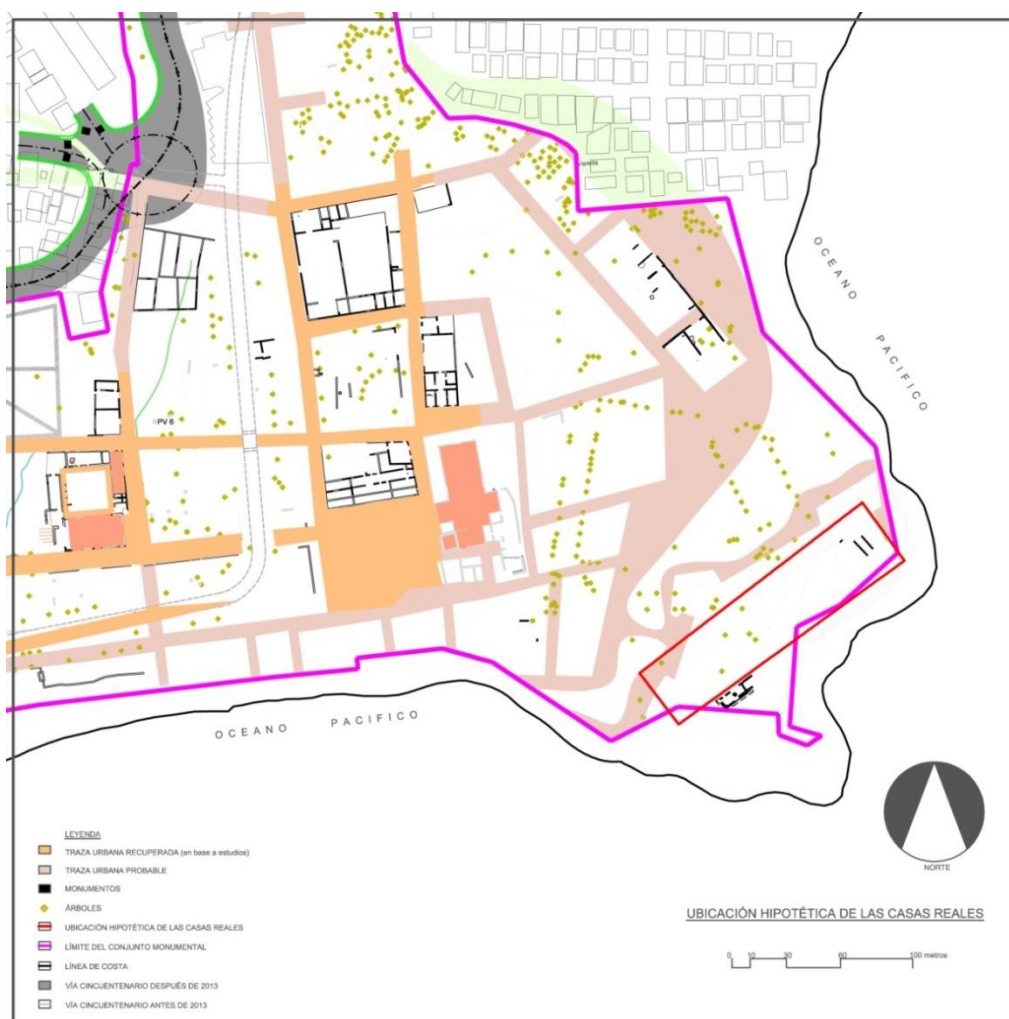 Vereda
OCEANO PACIFICO
PV 6
OCEANO PACIFICO
LEYENDA
TRAZA URBANA RECUPERADA (en base a estudios)
TRAZA URBANA PROBABLE
MONUMENTOS
ÁRBOLES
UBICACIÓN HIPOTÉTICA DE LAS CASAS REALES
LÍMITE DEL CONJUNTO MONUMENTAL
LÍNEA DE COSTA
VÍA CINCUENTENARIO DESPUÉS DE 2013
VÍA CINCUENTENARIO ANTES DE 2013
NORTE
UBICACIÓN HIPOTÉTICA DE LAS CASAS REALES
0 10 30 60 100 metros